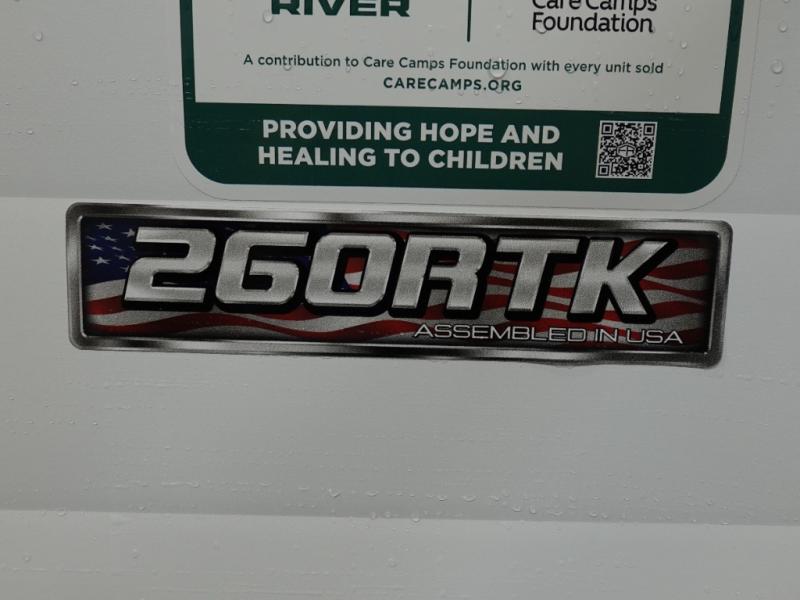 RIVER
Care Camps
Foundation
A contribution to Care Camps Foundation with every unit sold
CARECAMPS.ORG
PROVIDING HOPE AND
HEALING TO CHILDREN
260RTK
ASSEMBLED IN USA